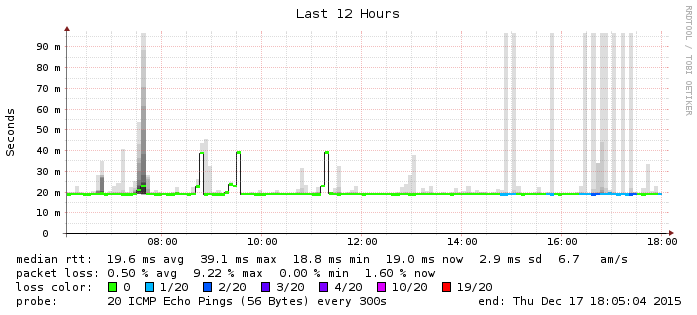 Last 12 Hours
RRDTOOL / TOBI OETIKER
Seconds
90 m
80 m
70 m
60 m
50 m
40 m
30 m
20 m
10 m
0
08:00 10:00 12:00 14:00 16:00 18:00
median rtt: 19.6 ms avg 39.1 ms max 18.8 ms min 19.0 ms now 2.9 ms sd 6.7 am/s
packet loss: 0.50 % avg 9.22 % max 0.00 % min 1.60 % now
loss color: 0 1/20 2/20 3/20 4/20 10/20 19/20
probe: 20 ICMP Echo Pings (56 Bytes) every 300s end: Thu Dec 17 18:05:04 2015